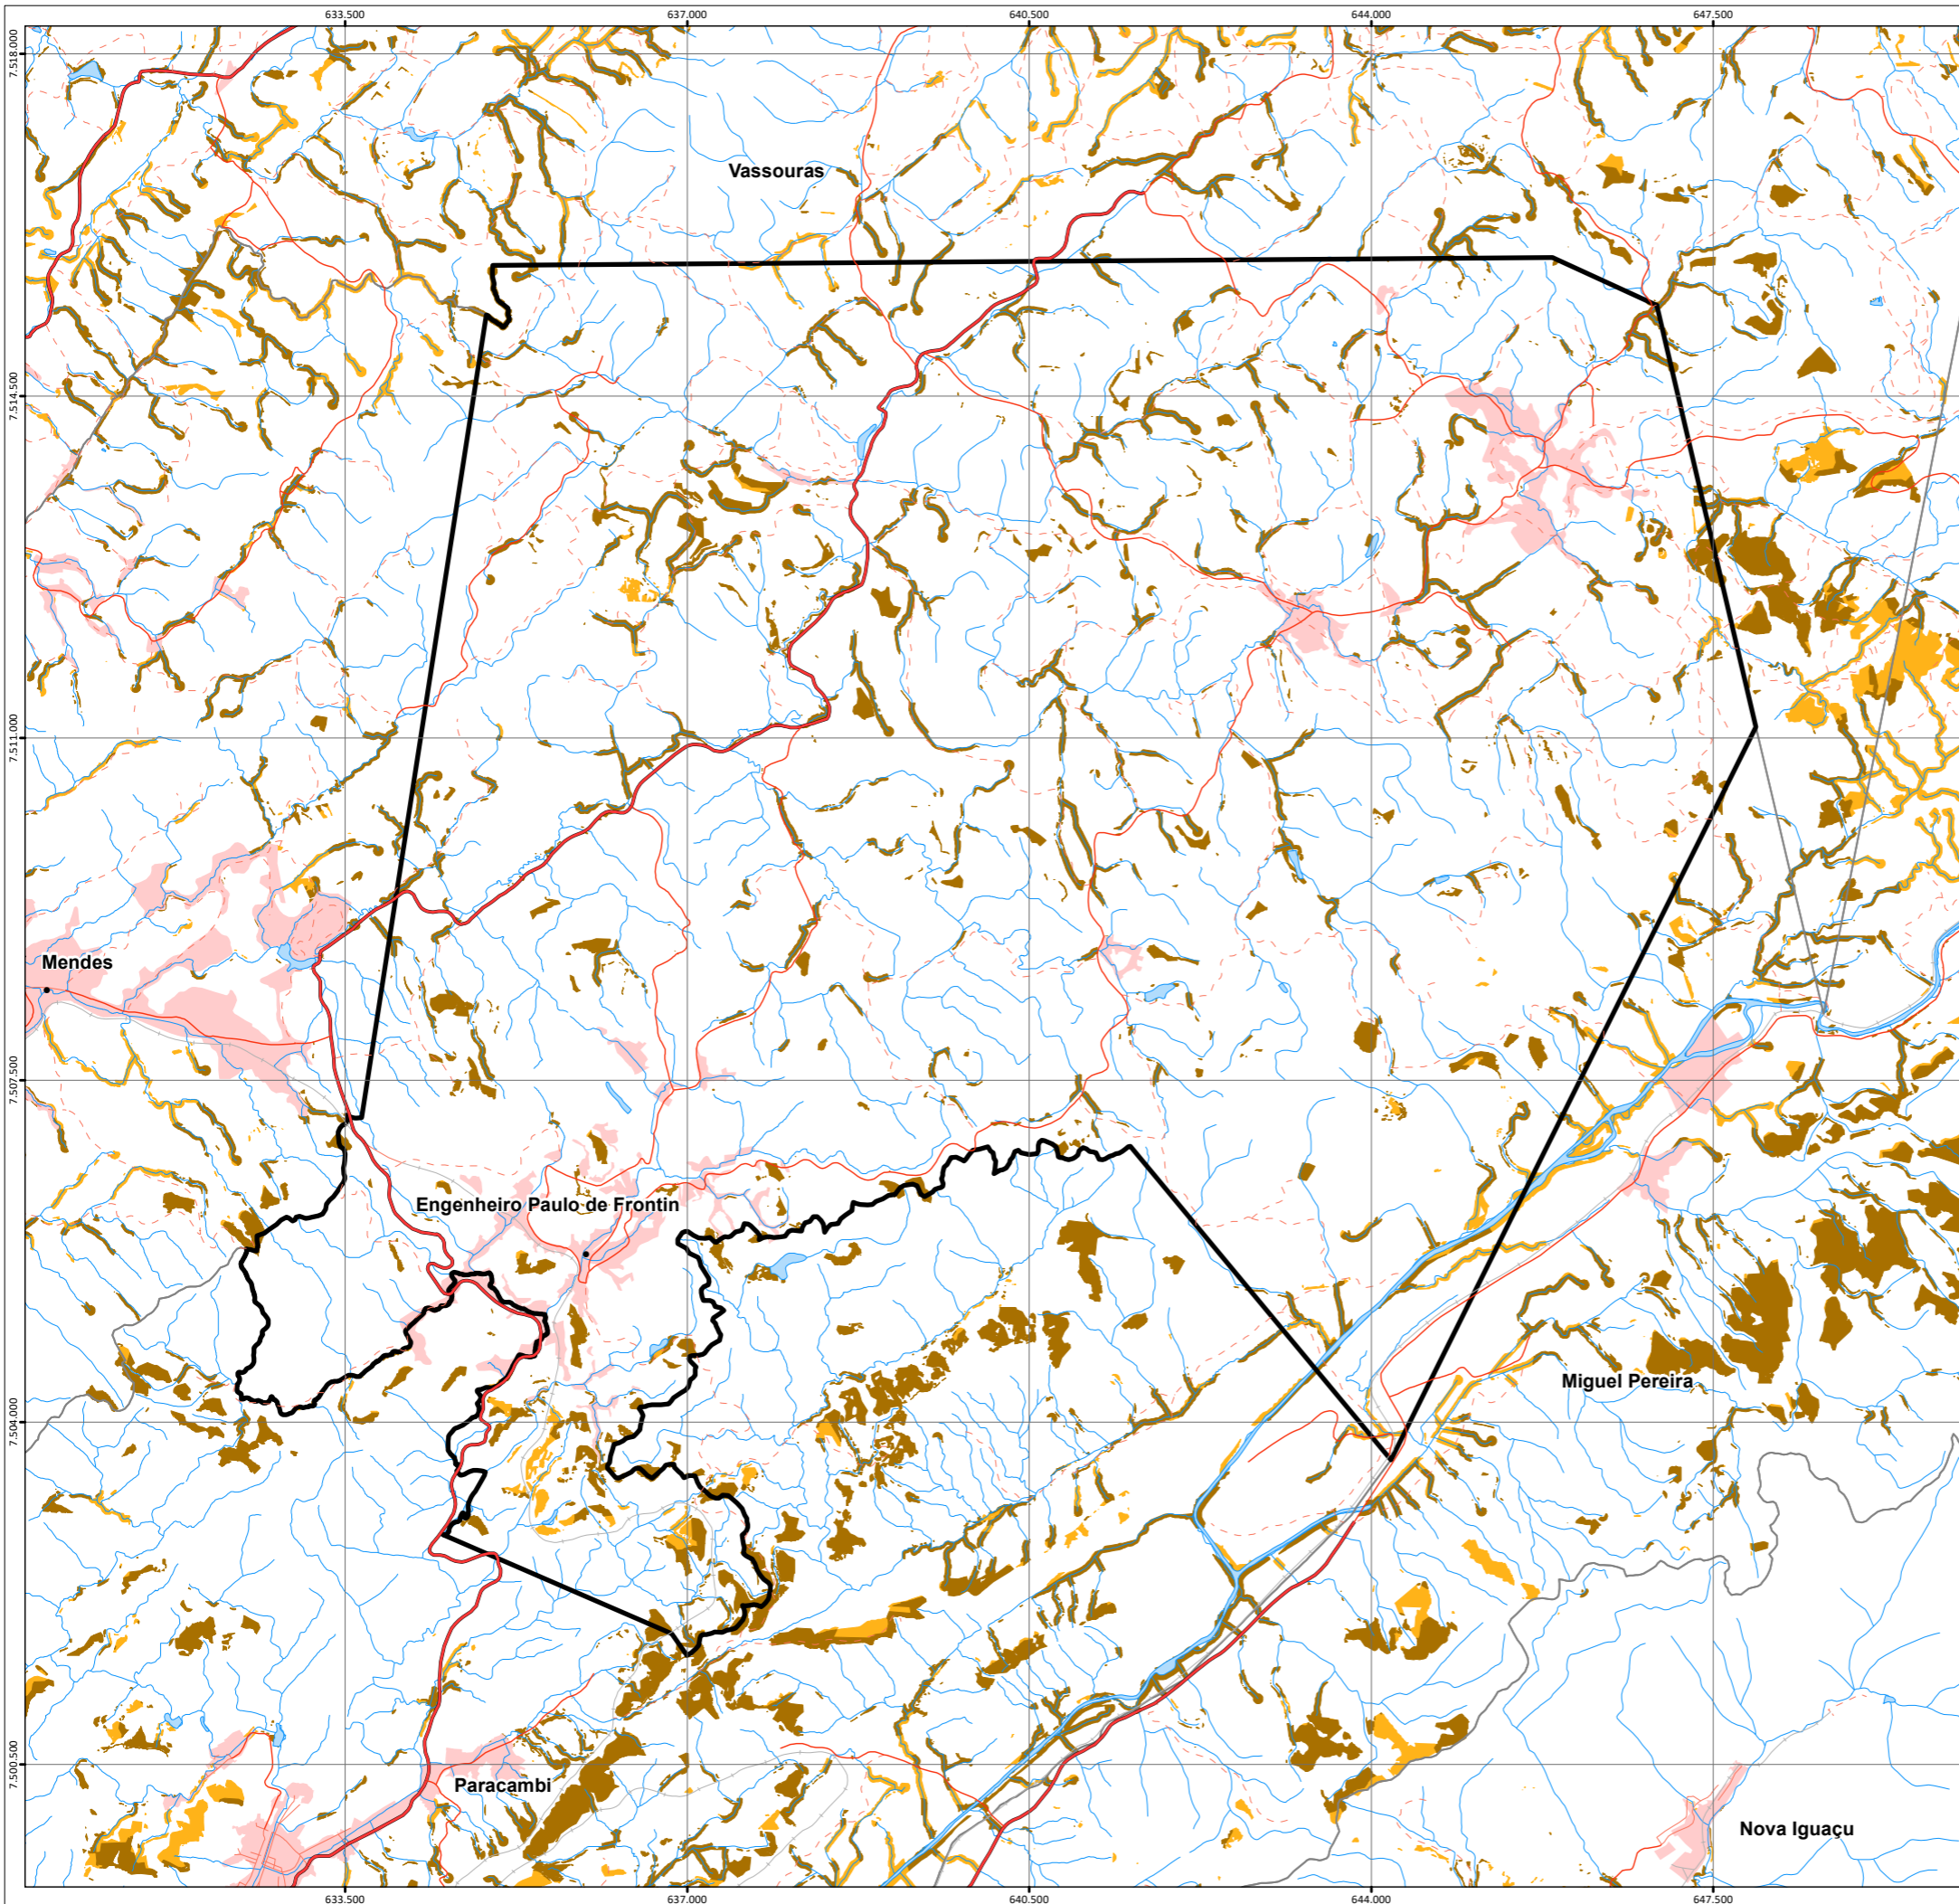 633.500 637.000 640.500 644.000 647.500
7.518.000
Vassouras
7.514.500
7.511.000
Mendes
7.507.500
Engenheiro Paulo de Frontin
Miguel Pereira
7.504.000
7.500.500
Paracambi
Nova Iguaçu
633.500 637.000 640.500 644.000 647.500